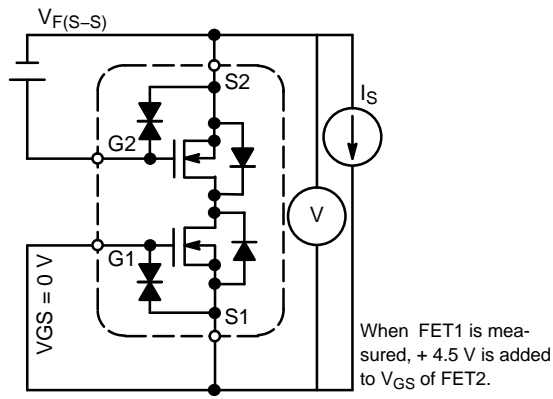 VF(S–S)
S2
IS
G2
V
G1
VGS = 0 V
S1
When FET1 is mea-
sured, + 4.5 V is added
to VGS of FET2.